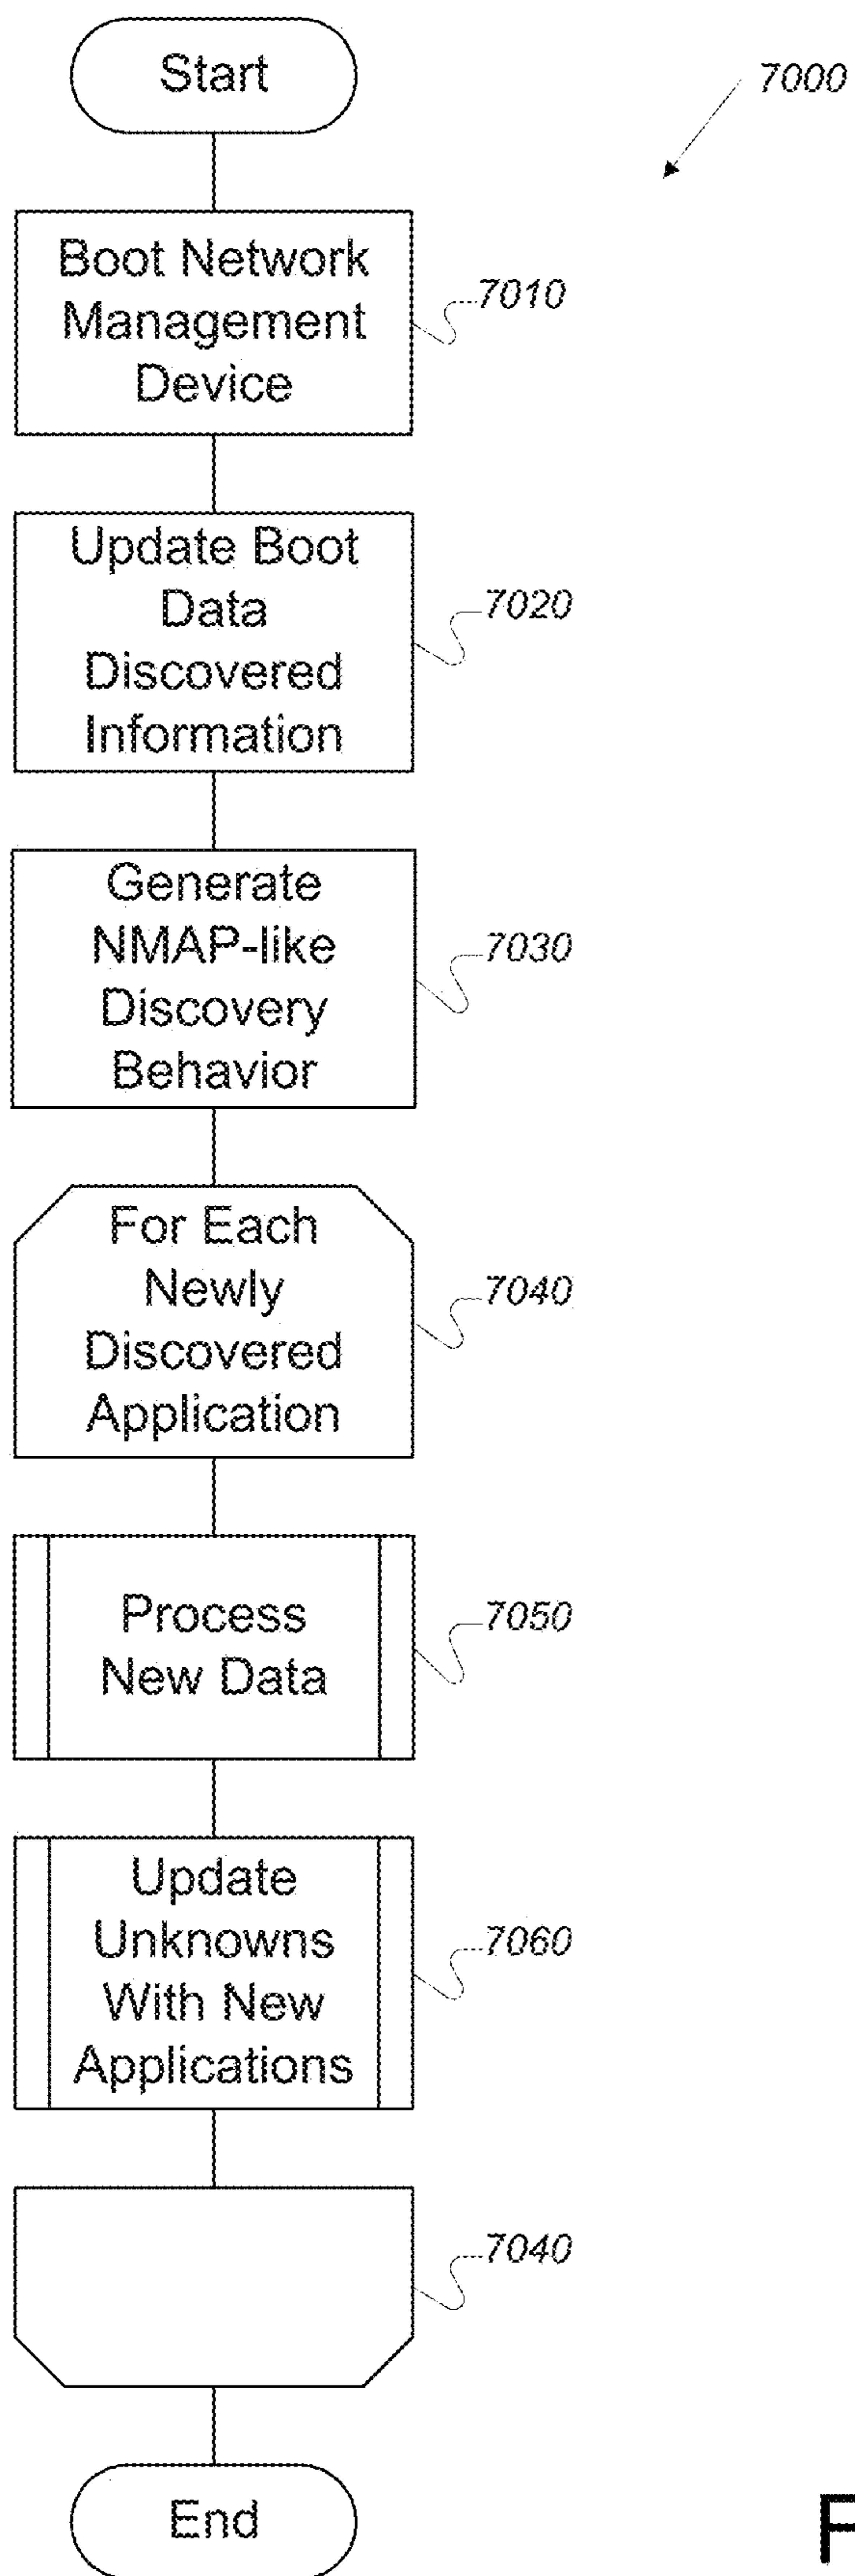 Start
7000
Boot Network
Management
Device
7010
Update Boot
Data
Discovered
Information
7020
Generate
NMAP-like
Discovery
Behavior
7030
For Each
Newly
Discovered
Application
7040
Process
New Data
7050
Update
Unknowns
With New
Applications
7060
7040
End
F